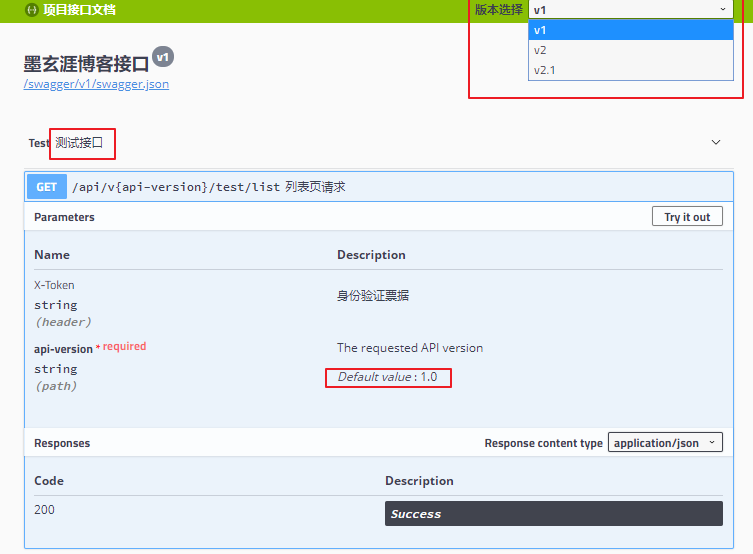 项目接口文档
版本选择 v1
v1
v2
v2.1
墨玄涯博客接口 v1
/swagger/v1/swagger.json
Test 测试接口
GET /api/v{api-version}/test/list 列表页请求
Parameters Try it out
Name Description
X-Token
string
(header)
身份验证票据
api-version * required
string
(path)
The requested API version
Default value : 1.0
Responses Response content type application/json
Code Description
200 Success